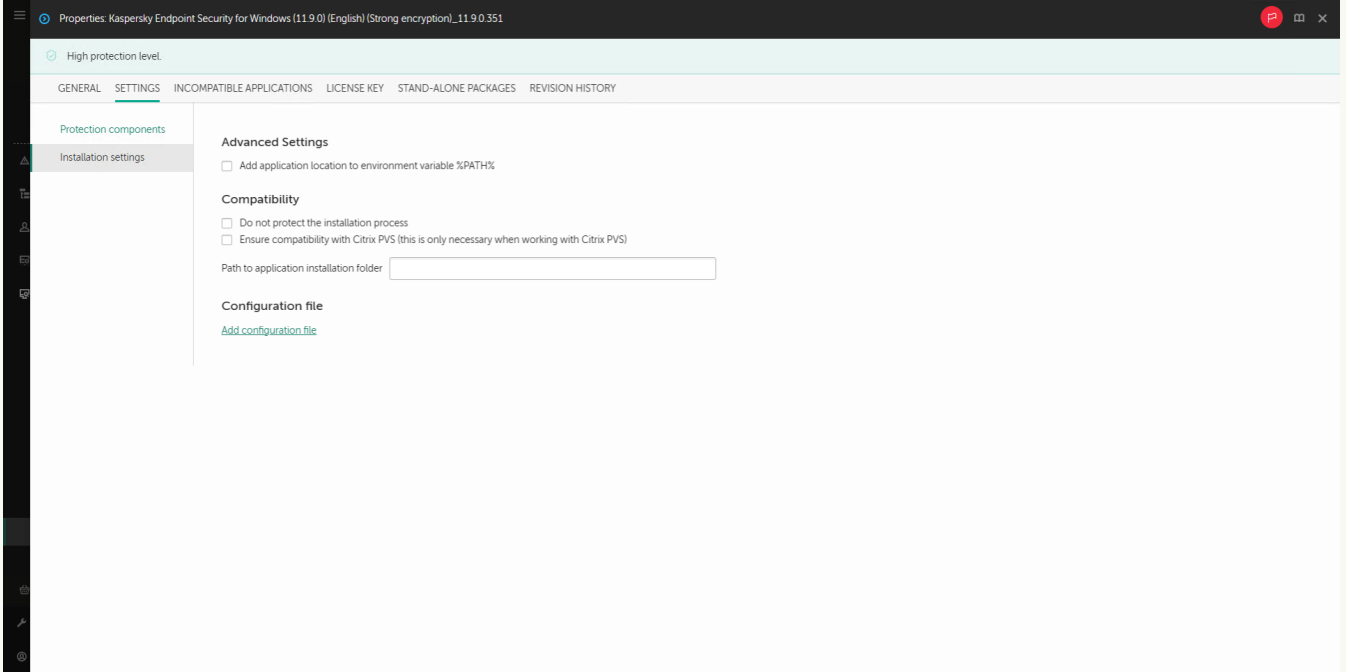 Properties: Kaspersky Endpoint Security for Windows (11.9.0) (English) (Strong encryption)_11.9.0.351
High protection level.
GENERAL SETTINGS INCOMPATIBLE APPLICATIONS LICENSE KEY STAND-ALONE PACKAGES REVISION HISTORY
Protection components
Installation settings
Advanced Settings
Add application location to environment variable %PATH%
Compatibility
Do not protect the installation process
Ensure compatibility with Citrix PVS (this is only necessary when working with Citrix PVS)
Path to application installation folder
Configuration file
Add configuration file